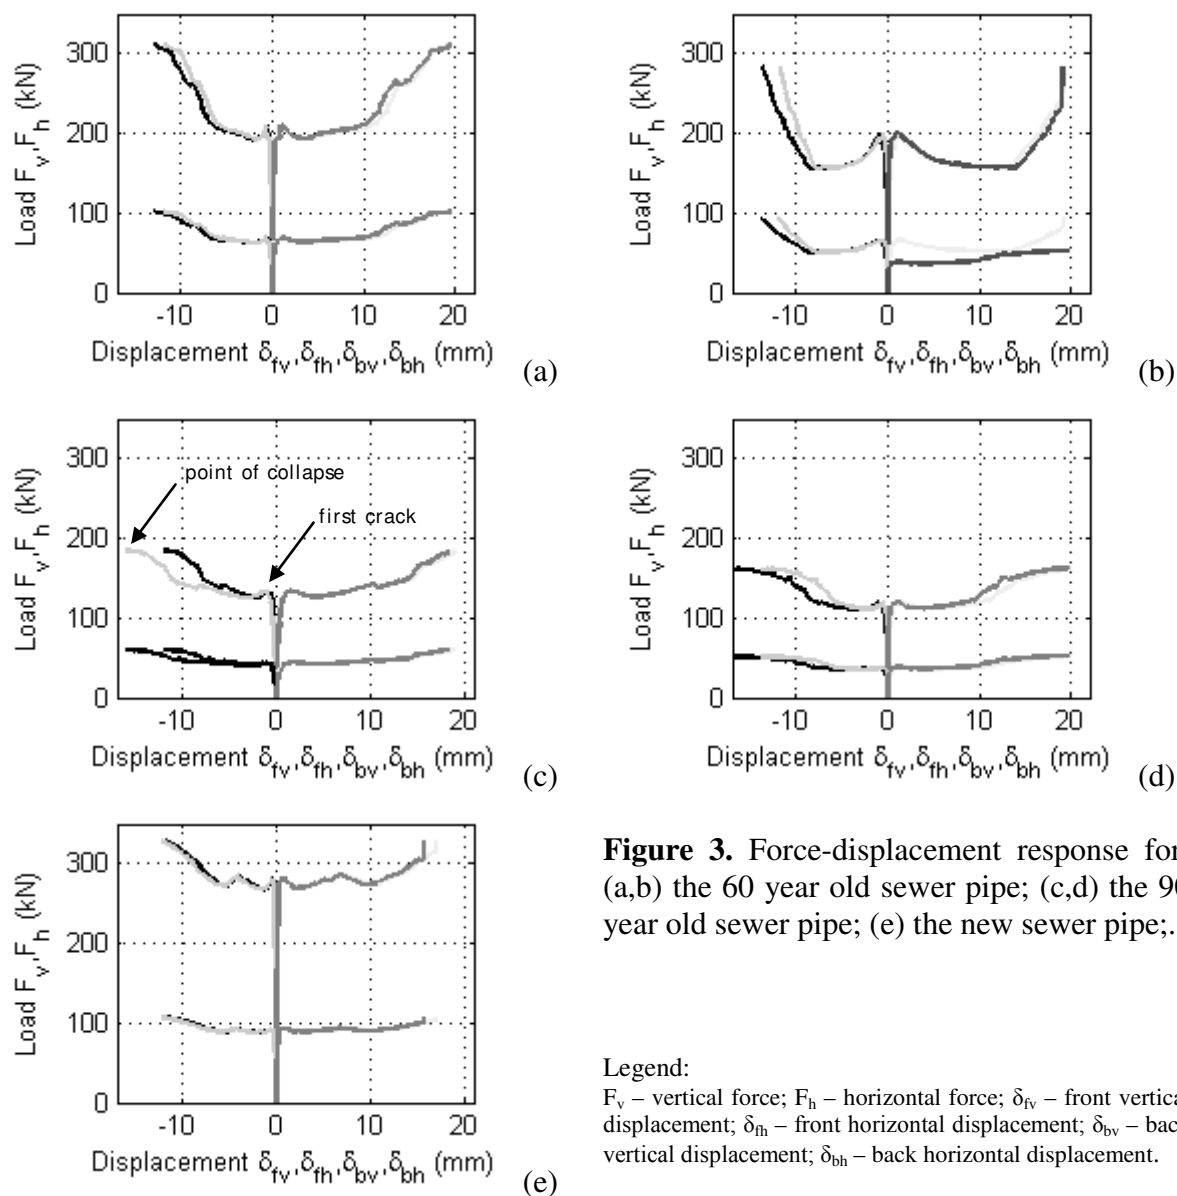 300
200
100
0
-10 0 10 20
Load F_v,F_h (kN)
Displacement δ_fv,δ_fh,δ_bv,δ_bh (mm)
(a)
300
200
100
0
-10 0 10 20
Load F_v,F_h (kN)
Displacement δ_fv,δ_fh,δ_bv,δ_bh (mm)
(b)
300
200
100
0
-10 0 10 20
Load F_v,F_h (kN)
point of collapse
first crack
Displacement δ_fv,δ_fh,δ_bv,δ_bh (mm)
(c)
300
200
100
0
-10 0 10 20
Load F_v,F_h (kN)
Displacement δ_fv,δ_fh,δ_bv,δ_bh (mm)
(d)
300
200
100
0
-10 0 10 20
Load F_v,F_h (kN)
Displacement δ_fv,δ_fh,δ_bv,δ_bh (mm)
(e)
Figure 3. Force-displacement response for
(a,b) the 60 year old sewer pipe; (c,d) the 90
year old sewer pipe; (e) the new sewer pipe;.
Legend:
F_v – vertical force; F_h – horizontal force; δ_fv – front vertica
displacement; δ_fh – front horizontal displacement; δ_bv – bac
vertical displacement; δ_bh – back horizontal displacement.